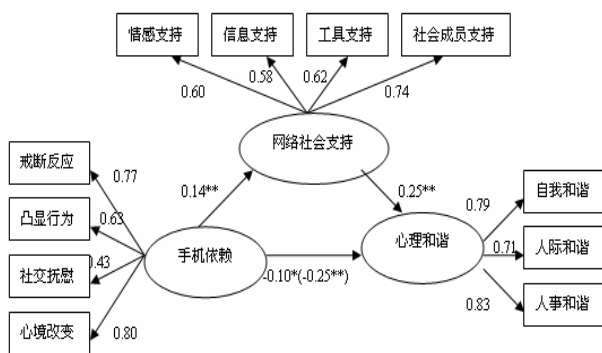 情感支持
信息支持
工具支持
社会成员支持
0.60
0.58
0.62
0.74
网络社会支持
戒断反应
0.77
0.14**
0.25**
自我和谐
0.79
凸显行为
0.63
手机依赖
心理和谐
0.71
人际和谐
社交抚慰
0.43
-0.10*(-0.25**)
0.83
人事和谐
心境改变
0.80